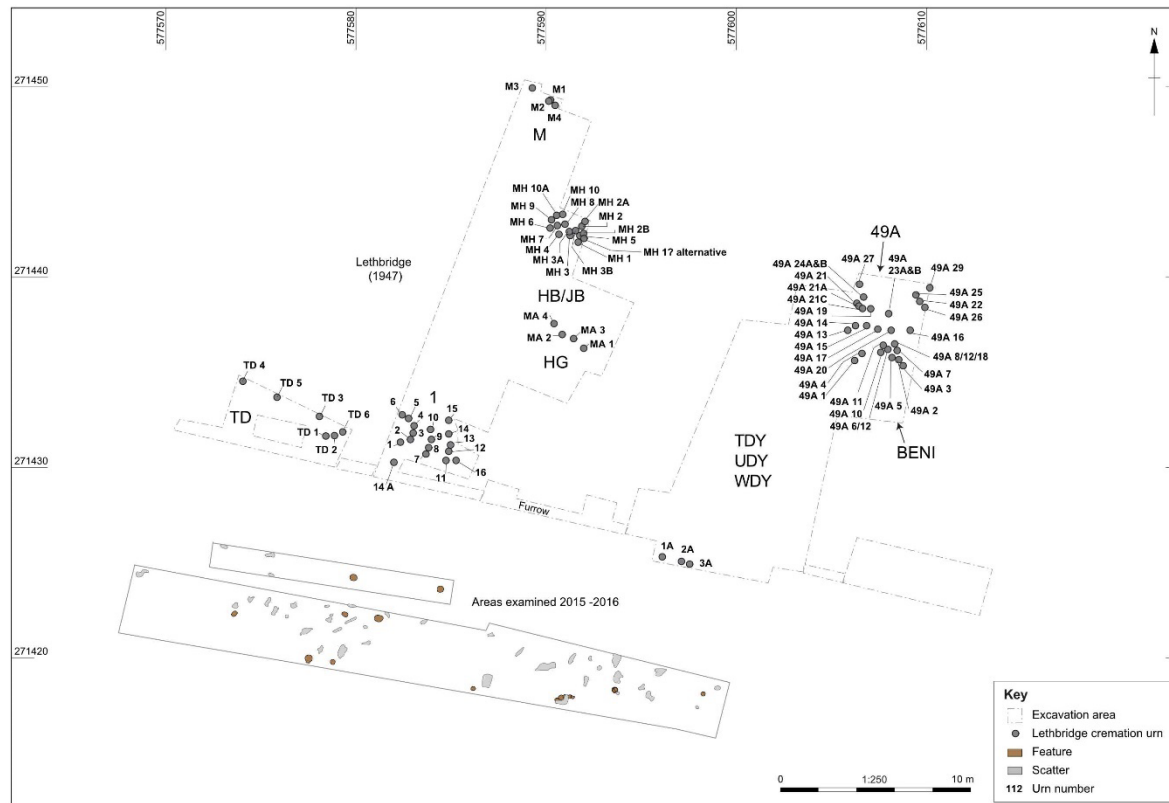 577570
577580
577590
577600
577610
N
271450
271440
271430
271420
M3
M1
M2
M4
M
MH 10A
MH 10
MH 8
MH 2A
MH 9
MH 2
MH 6
MH 2B
MH 7
MH 5
MH 4
MH 1? alternative
MH 3A
MH 1
MH 3
MH 3B
Lethbridge
(1947)
HB/JB
MA 4
MA 3
MA 2
MA 1
HG
49A
49A 24A&B
49A 27
49A
23A&B
49A 29
49A 21
49A 25
49A 21A
49A 22
49A 21C
49A 26
49A 19
49A 14
49A 16
49A 13
49A 15
49A 8/12/18
49A 17
49A 7
49A 20
49A 3
49A 4
49A 1
49A 11
49A 5
49A 2
49A 10
49A 6/12
BENI
TD 4
TD 5
TD 3
TD 6
TD
TD 1
TD 2
1
6
5
15
4
10
14
2
3
9
13
1
8
12
7
14 A
11
16
TDY
UDY
WDY
Furrow
1A
2A
3A
Areas examined 2015 -2016
Key
Excavation area
Lethbridge cremation urn
Feature
Scatter
112 Urn number
0
1:250
10 m